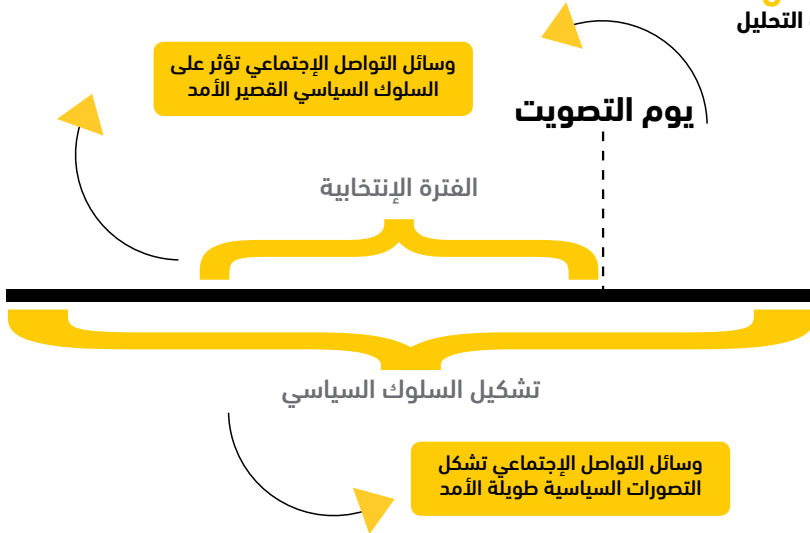 التحليل
وسائل التواصل الإجتماعي تؤثر على
السلوك السياسي القصير الأمد
يوم التصويت
الفترة الإنتخابية
تشكيل السلوك السياسي
وسائل التواصل الإجتماعي تشكل
التصورات السياسية طويلة الأمد